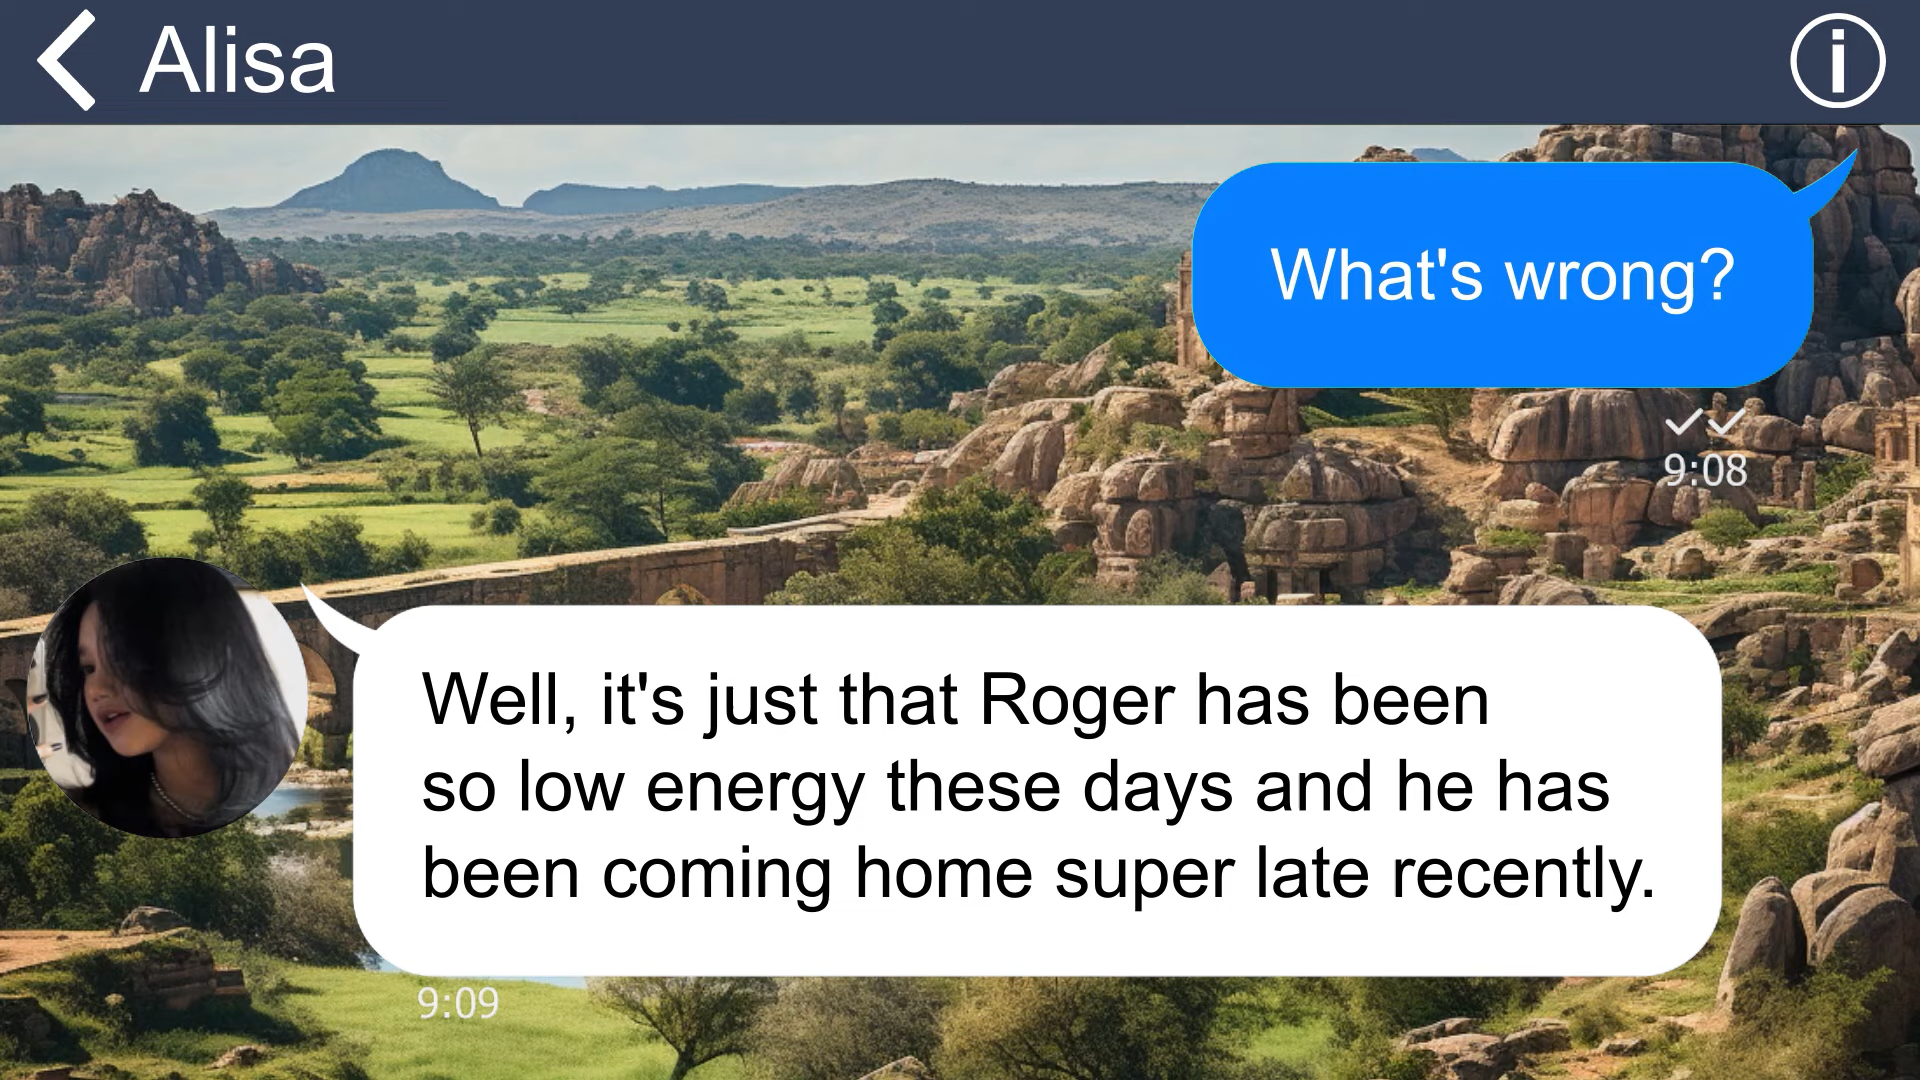 Alisa
What's wrong?
9:08
Well, it's just that Roger has been
so low energy these days and he has
been coming home super late recently.
9:09